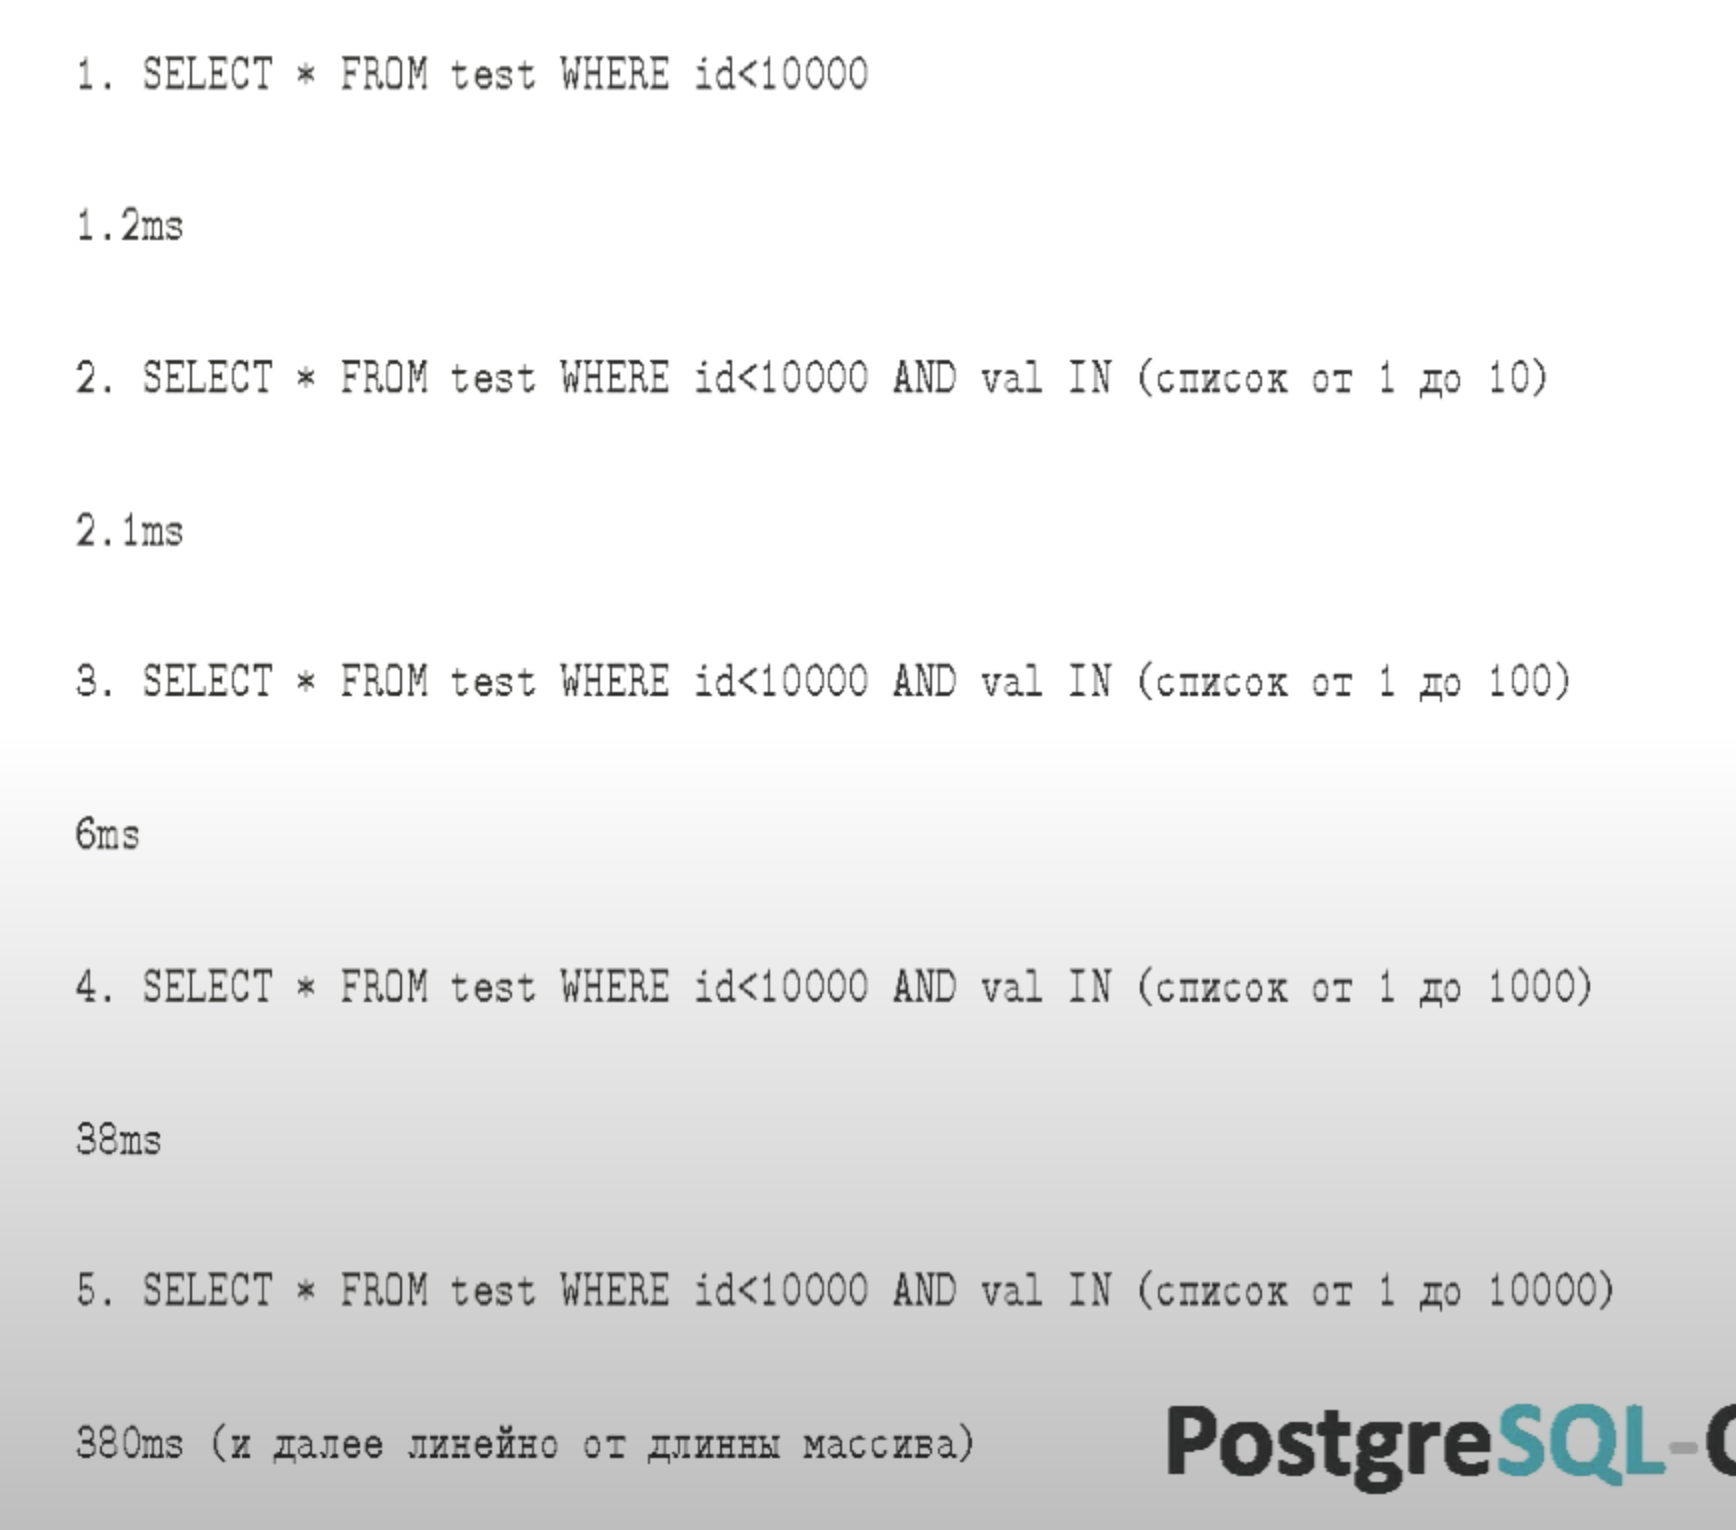 1. SELECT * FROM test WHERE id<10000
1.2ms
2. SELECT * FROM test WHERE id<10000 AND val IN (список от 1 до 10)
2.1ms
3. SELECT * FROM test WHERE id<10000 AND val IN (список от 1 до 100)
6ms
4. SELECT * FROM test WHERE id<10000 AND val IN (список от 1 до 1000)
38ms
5. SELECT * FROM test WHERE id<10000 AND val IN (список от 1 до 10000)
380ms (и далее линейно от длинны массива)
PostgreSQL-